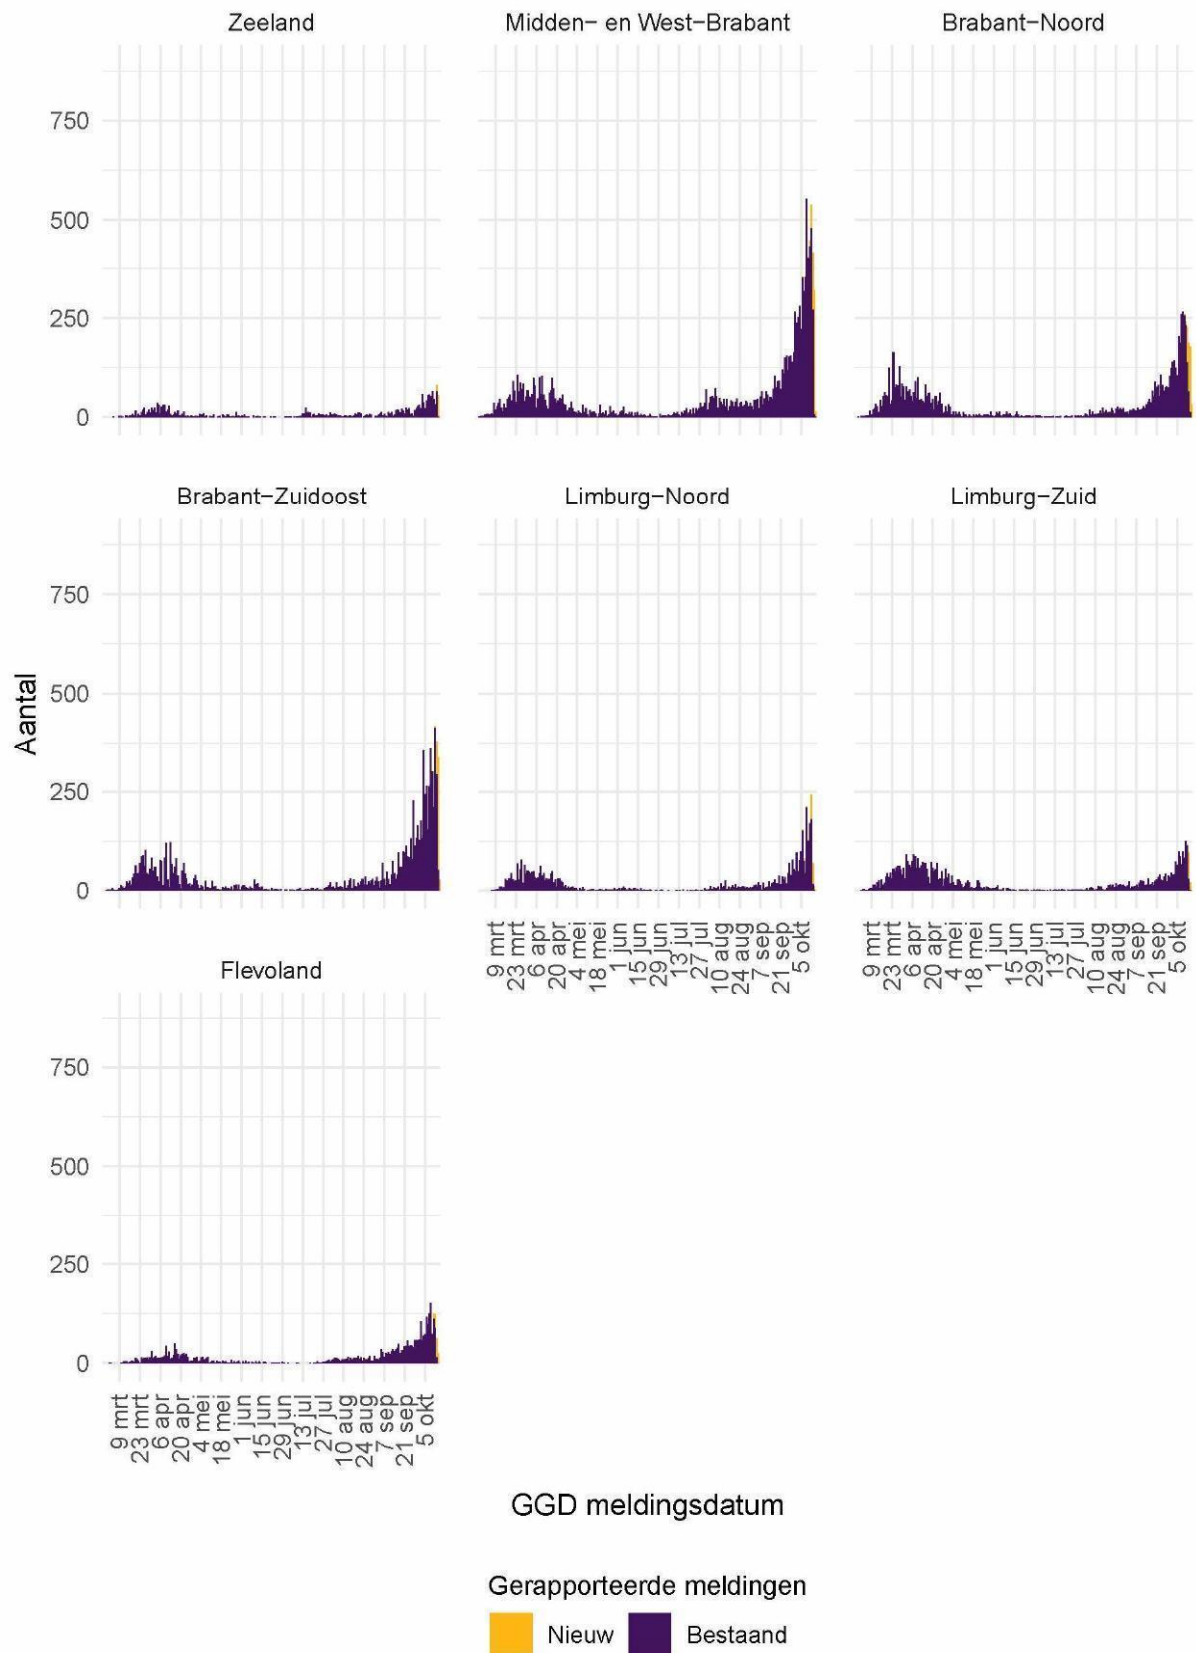 Zeeland
Midden- en West-Brabant
Brabant-Noord
750
500
250
0
Brabant-Zuidoost
Limburg-Noord
Limburg-Zuid
Aantal
750
500
250
0
9 mrt
23 mrt
6 apr
20 apr
4 mei
18 mei
1 jun
15 jun
29 jun
13 jul
27 jul
10 aug
24 aug
7 sep
21 sep
5 okt
9 mrt
23 mrt
6 apr
20 apr
4 mei
18 mei
1 jun
15 jun
29 jun
13 jul
27 jul
10 aug
24 aug
7 sep
21 sep
5 okt
Flevoland
750
500
250
0
9 mrt
23 mrt
6 apr
20 apr
4 mei
18 mei
1 jun
15 jun
29 jun
13 jul
27 jul
10 aug
24 aug
7 sep
21 sep
5 okt
GGD meldingsdatum
Gerapporteerde meldingen
Nieuw
Bestaand